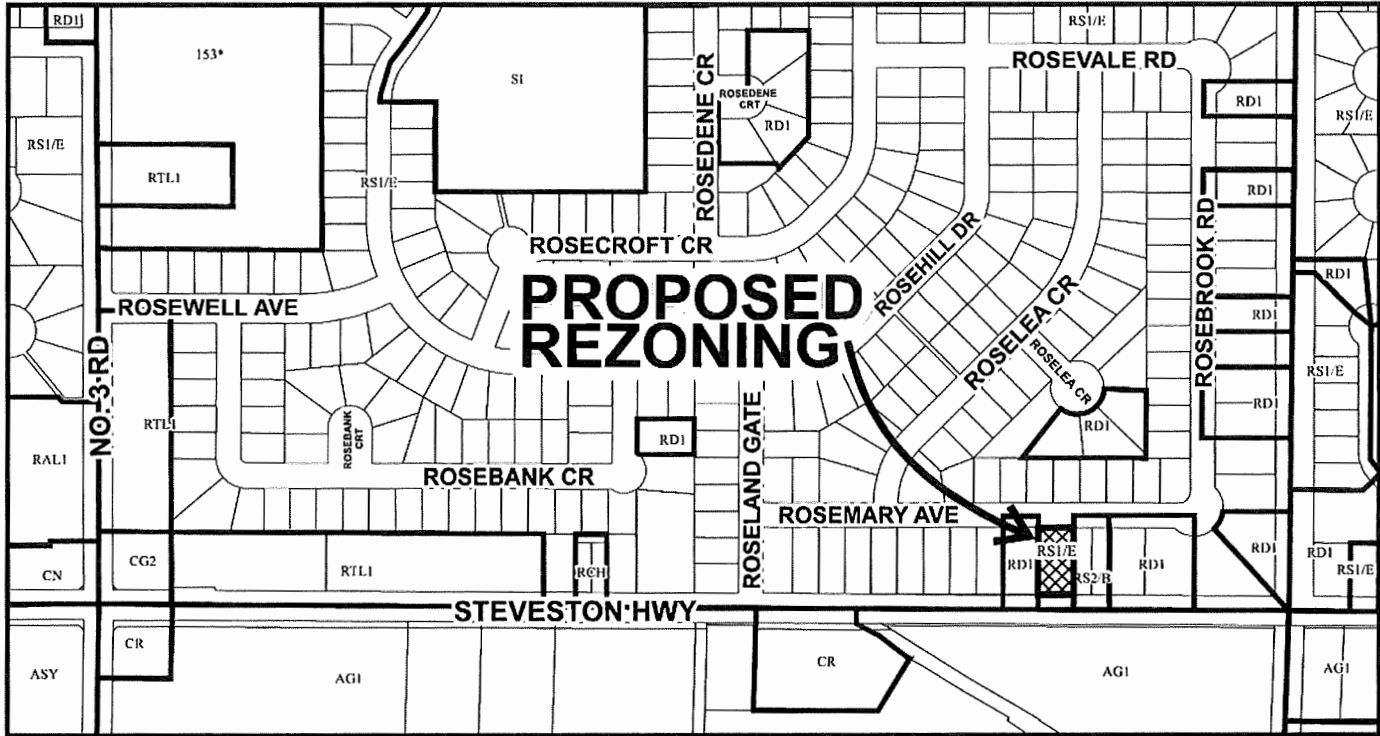 RD1
153*
RS1/E
RTL1
S1
RS1/E
ROSEDENE CR
ROSEDENE
CRT
RD1
RS1/E
ROSEVALE RD
RD1
RS1/E
RD1
ROSEBROOK RD
ROSECROFT CR
ROSEHILL DR
ROSEWELL AVE
PROPOSED
REZONING
ROSELEA CR
ROSELEA CR
RD1
RD1
RS1/E
RD1
RD1
NO. 3 RD
RAL1
RTL1
ROSEBANK
CRT
RD1
ROSEBANK CR
ROSELAND GATE
ROSEMARY AVE
CN
CG2
RTL1
RCH
RD1
RS1/E
RS2/B
RD1
RD1
RD1
RS1/E
STEVESTON HWY
ASY
CR
AG1
CR
AG1
AG1